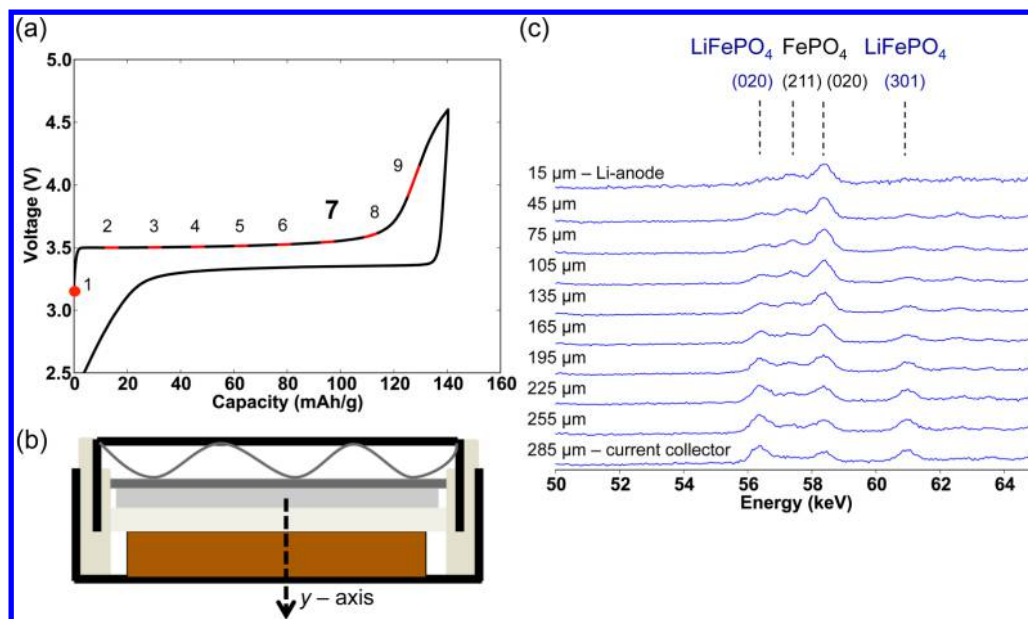 (a)
5.0
4.5
4.0
3.5
3.0
2.5
Voltage (V)
1
2
3
4
5
6
7
8
9
0
20
40
60
80
100
120
140
160
Capacity (mAh/g)
(b)
y – axis
(c)
LiFePO4 FePO4 LiFePO4
(020) (211) (020) (301)
15 µm – Li-anode
45 µm
75 µm
105 µm
135 µm
165 µm
195 µm
225 µm
255 µm
285 µm – current collector
50 52 54 56 58 60 62 64
Energy (keV)